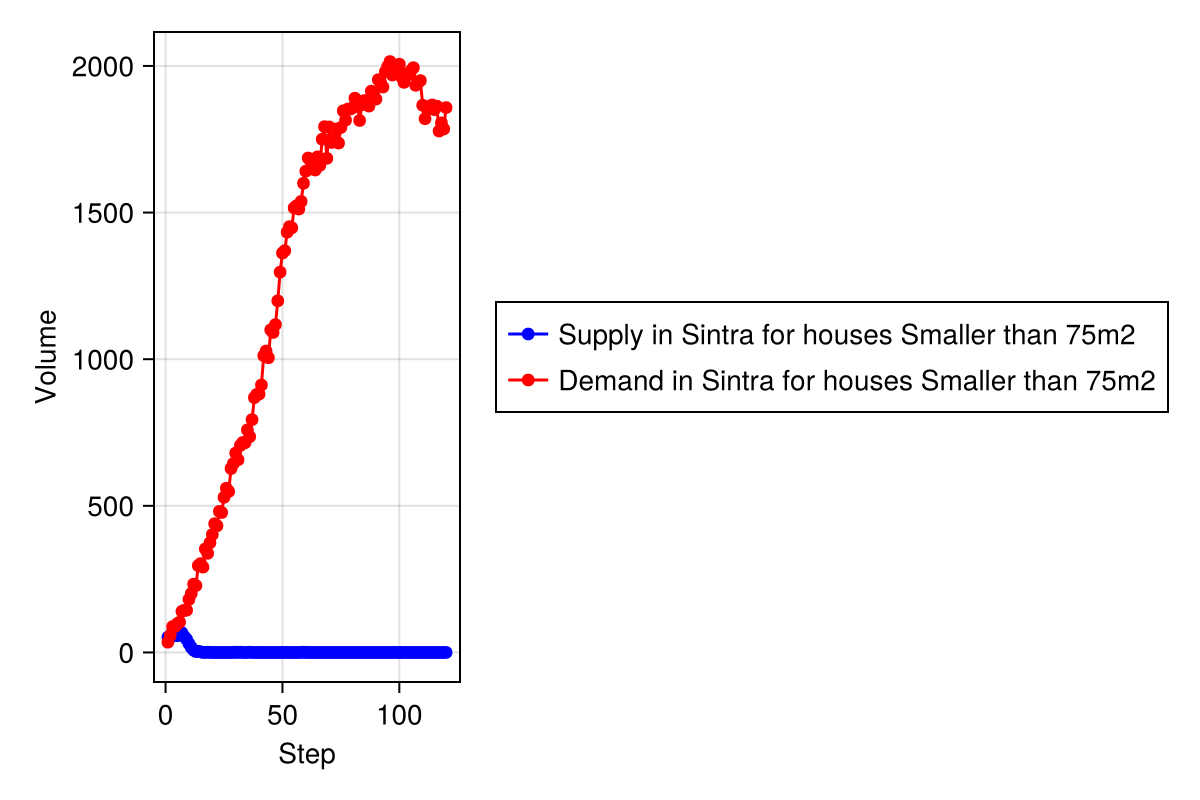 2000
1500
1000
500
0
Volume
0 50 100
Step
Supply in Sintra for houses Smaller than 75m2
Demand in Sintra for houses Smaller than 75m2